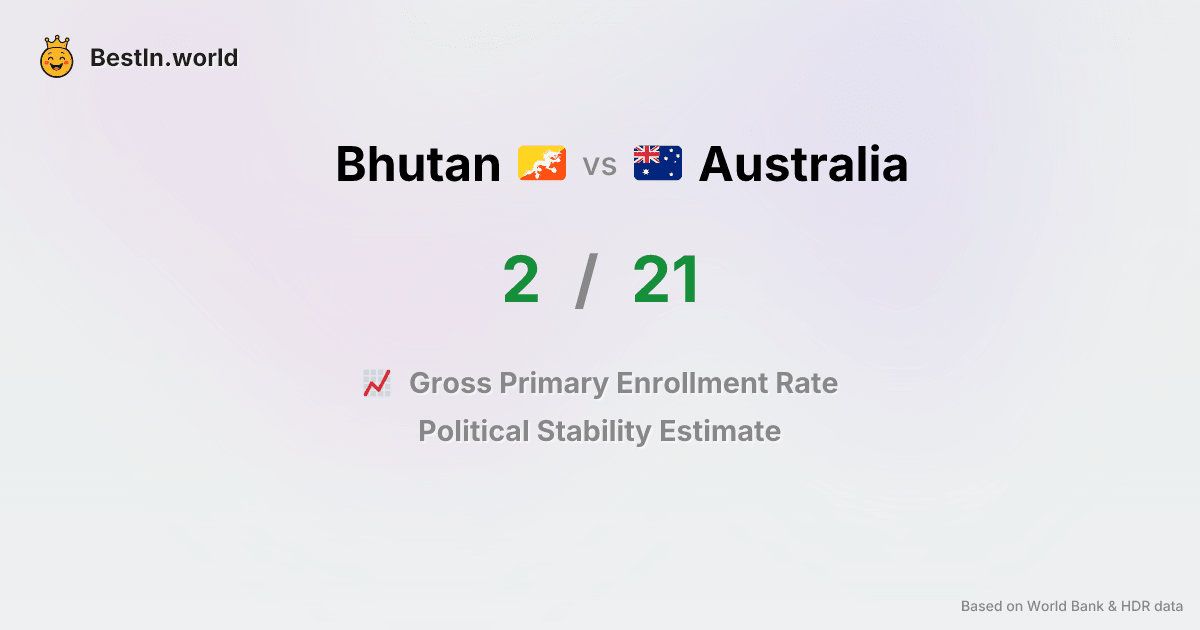 BestIn.world
Bhutan vs Australia
2 / 21
Gross Primary Enrollment Rate
Political Stability Estimate
Based on World Bank & HDR data